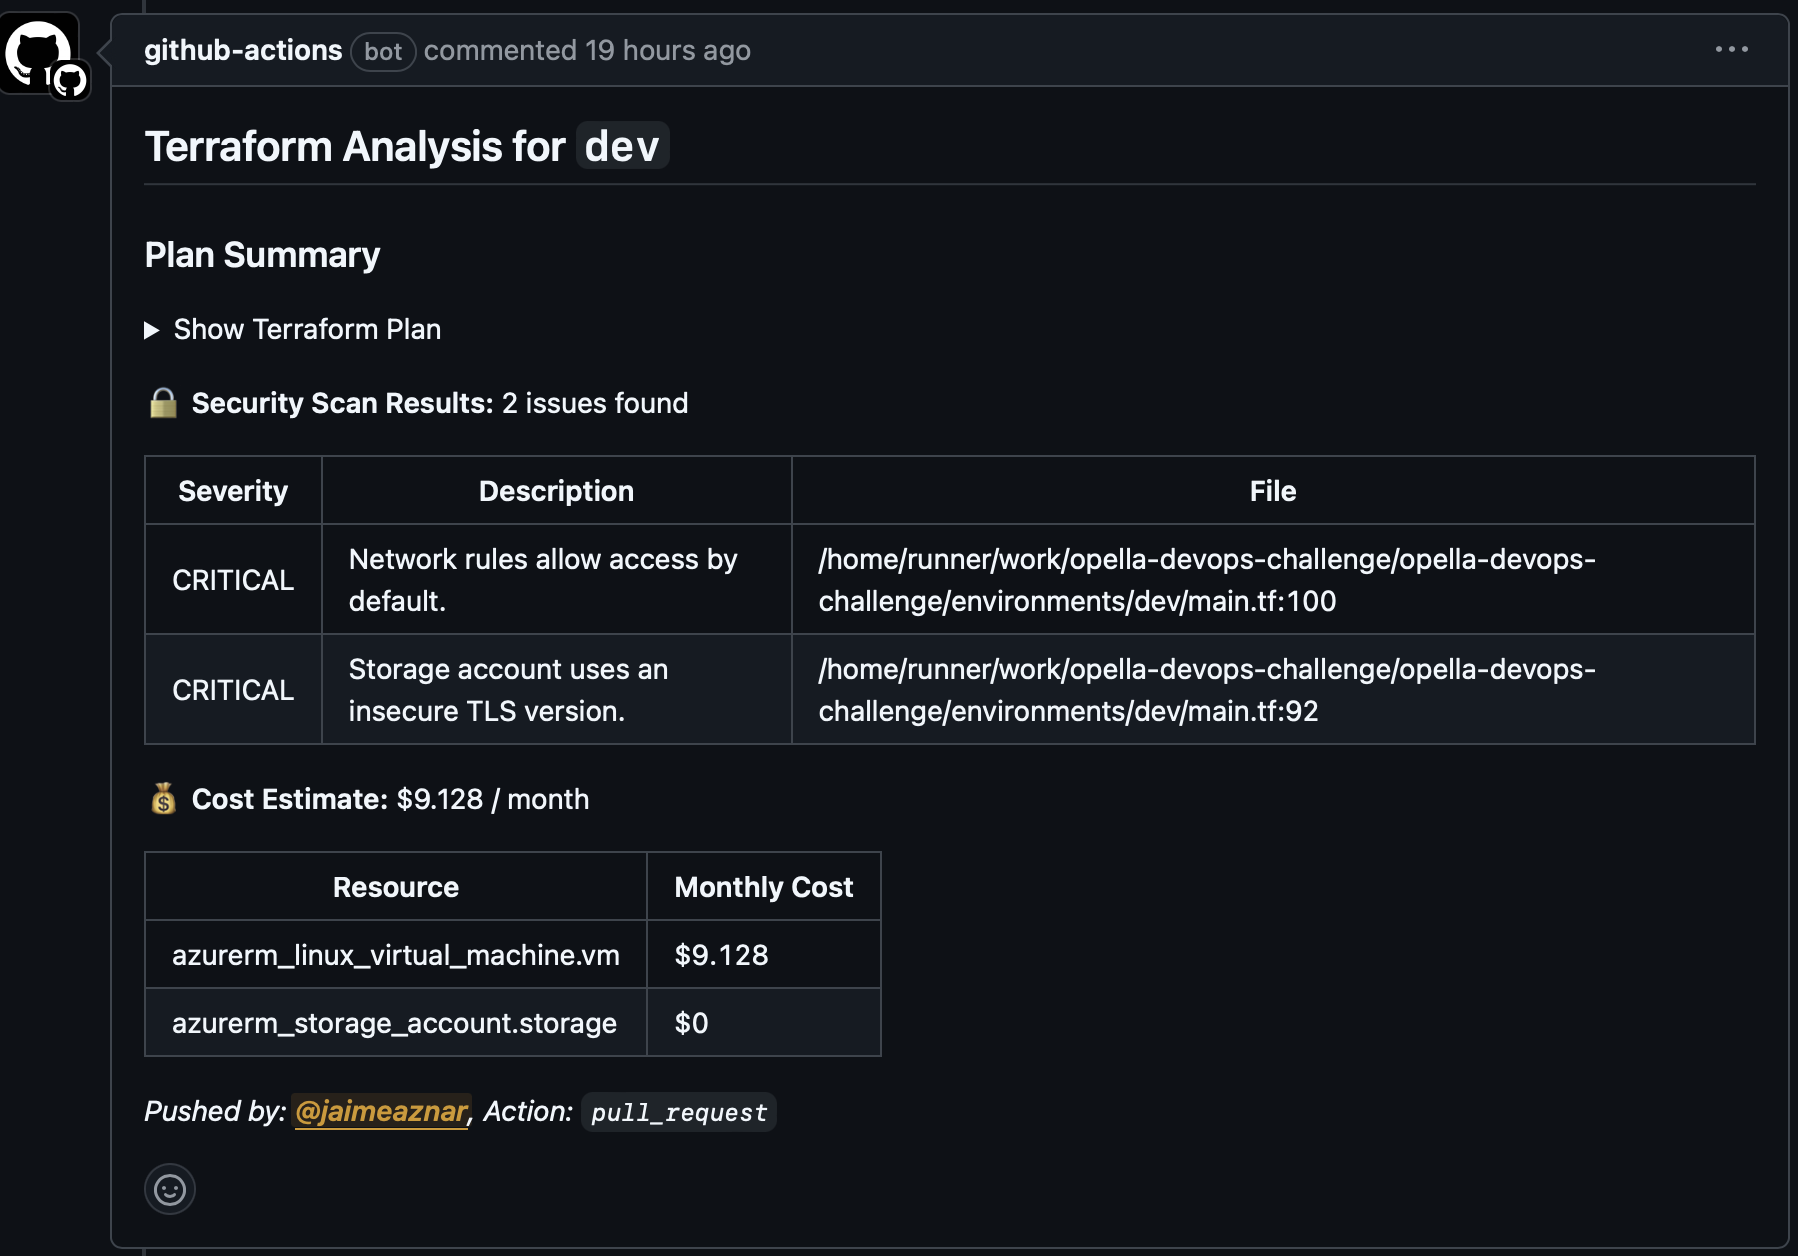 github-actions bot commented 19 hours ago
Terraform Analysis for dev
Plan Summary
Show Terraform Plan
🔒 Security Scan Results: 2 issues found
Severity Description File
CRITICAL Network rules allow access by default. /home/runner/work/opella-devops-challenge/opella-devops-challenge/environments/dev/main.tf:100
CRITICAL Storage account uses an insecure TLS version. /home/runner/work/opella-devops-challenge/opella-devops-challenge/environments/dev/main.tf:92
💰 Cost Estimate: $9.128 / month
Resource Monthly Cost
azurerm_linux_virtual_machine.vm $9.128
azurerm_storage_account.storage $0
Pushed by: @jaimeaznar, Action: pull_request